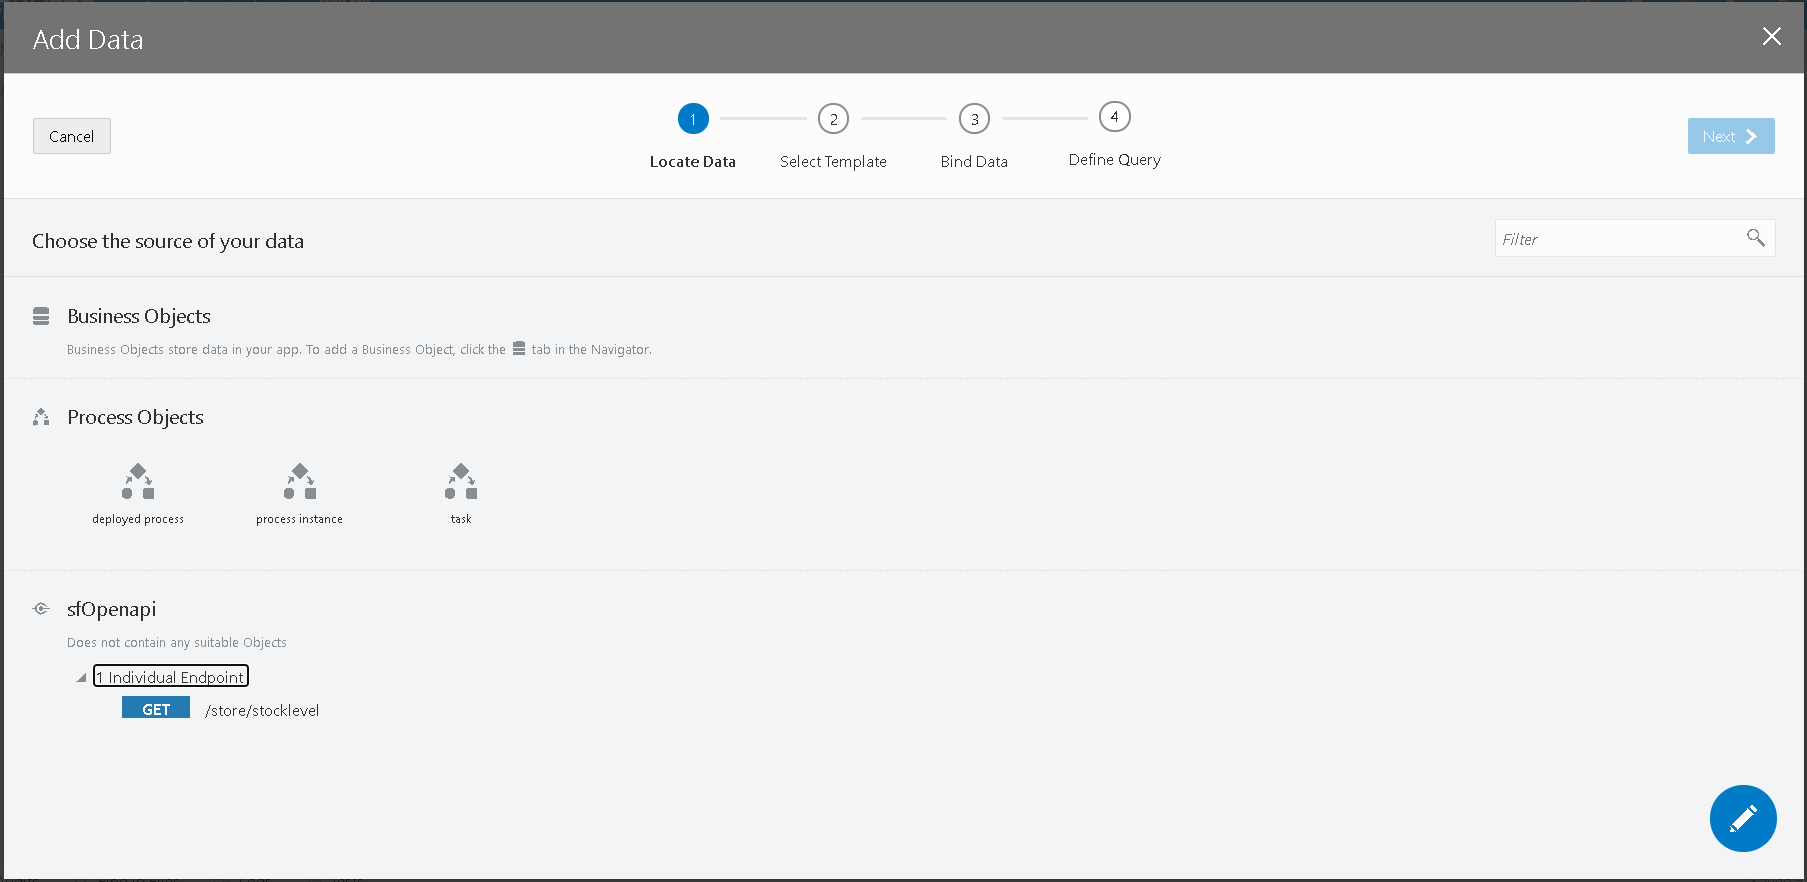 Add Data
Cancel
1
2
3
4
Locate Data
Select Template
Bind Data
Define Query
Next
Choose the source of your data
Filter
Business Objects
Business Objects store data in your app. To add a Business Object, click the tab in the Navigator.
Process Objects
deployed process
process instance
task
sfOpenapi
Does not contain any suitable Objects
1 Individual Endpoint
GET /store/stocklevel